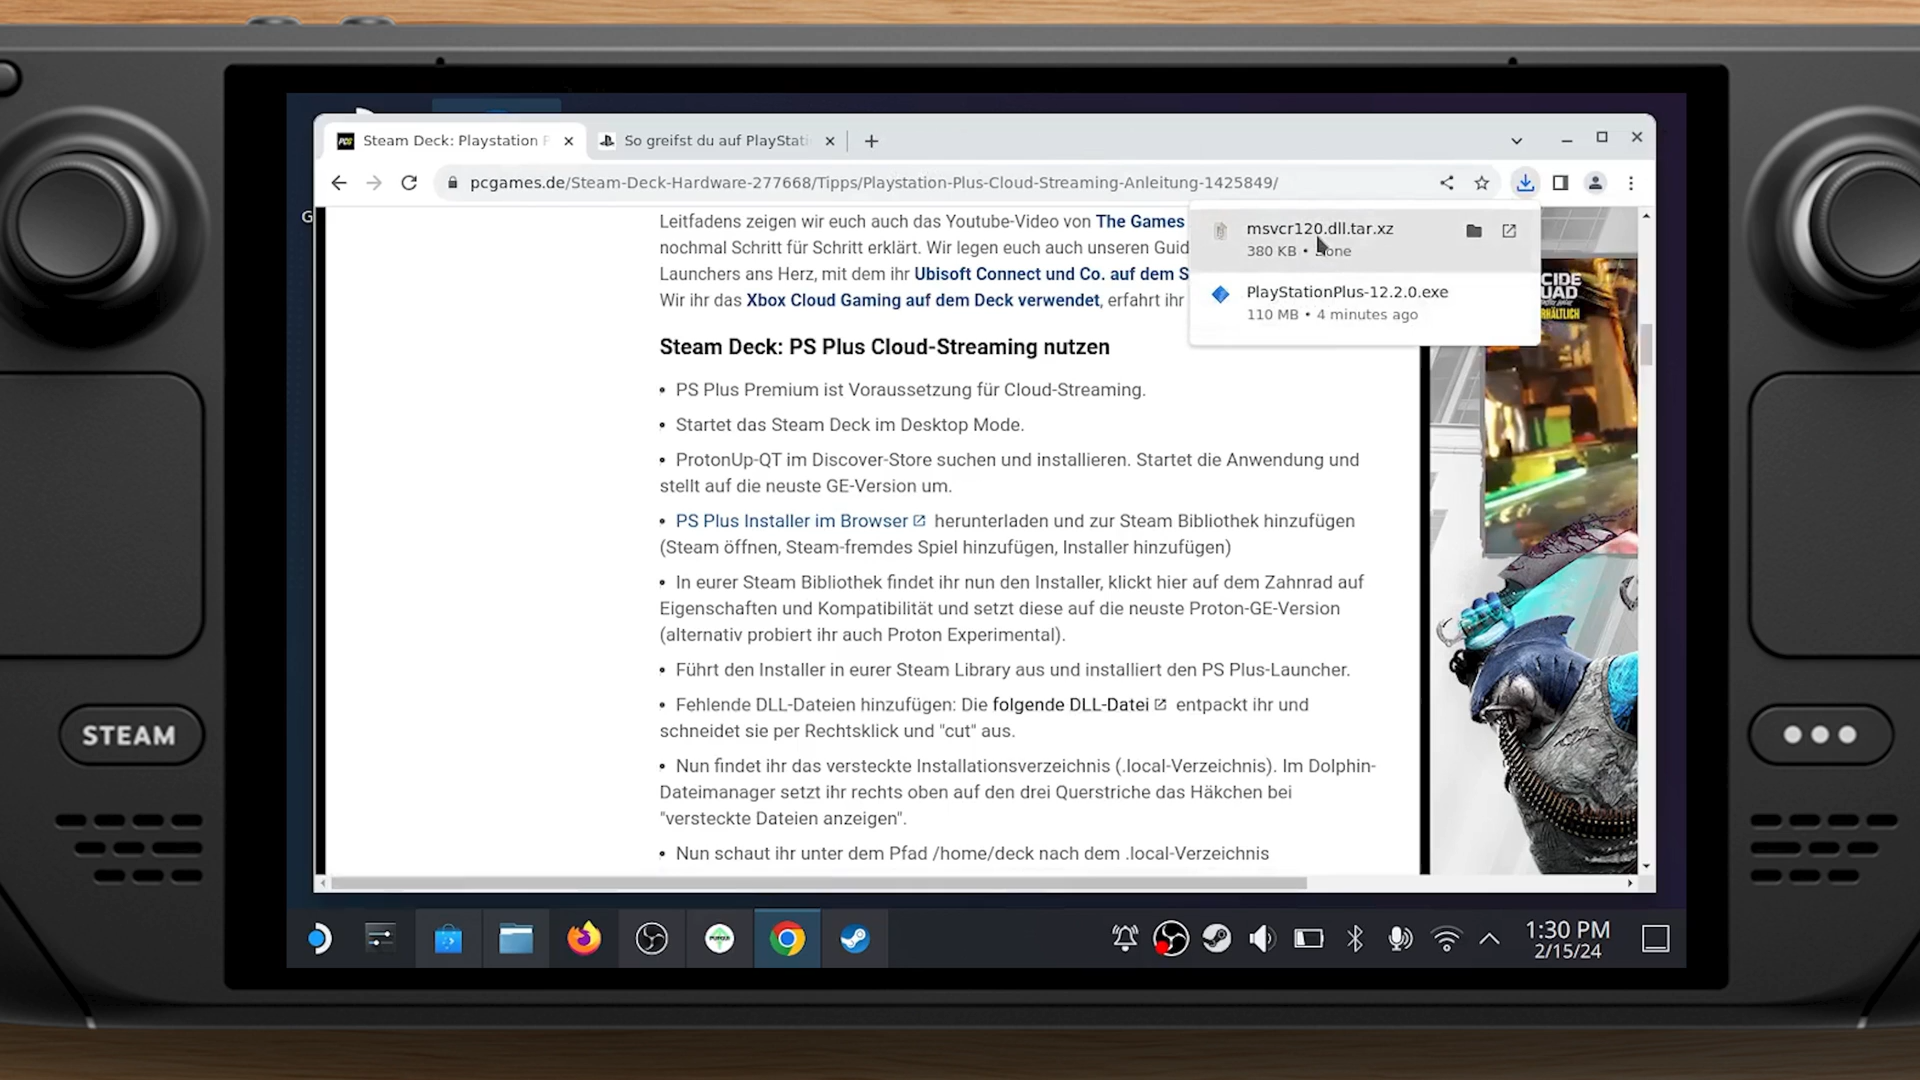 Steam Deck: Playstation P
So greifst du auf PlayStati
pcgames.de/Steam-Deck-Hardware-277668/Tipps/Playstation-Plus-Cloud-Streaming-Anleitung-1425849/
G
Leitfadens zeigen wir euch auch das Youtube-Video von The Games
nochmal Schritt für Schritt erklärt. Wir legen euch auch unseren Guid
Launchers ans Herz, mit dem ihr Ubisoft Connect und Co. auf dem S
Wir ihr das Xbox Cloud Gaming auf dem Deck verwendet, erfahrt ihr
msvcr120.dll.tar.xz
380 KB • Done
PlayStationPlus-12.2.0.exe
110 MB • 4 minutes ago
CIDE
UAD
ERHÄLTLICH
Steam Deck: PS Plus Cloud-Streaming nutzen
• PS Plus Premium ist Voraussetzung für Cloud-Streaming.
• Startet das Steam Deck im Desktop Mode.
• ProtonUp-QT im Discover-Store suchen und installieren. Startet die Anwendung und
stellt auf die neuste GE-Version um.
• PS Plus Installer im Browser herunterladen und zur Steam Bibliothek hinzufügen
(Steam öffnen, Steam-fremdes Spiel hinzufügen, Installer hinzufügen)
• In eurer Steam Bibliothek findet ihr nun den Installer, klickt hier auf dem Zahnrad auf
Eigenschaften und Kompatibilität und setzt diese auf die neuste Proton-GE-Version
(alternativ probiert ihr auch Proton Experimental).
• Führt den Installer in eurer Steam Library aus und installiert den PS Plus-Launcher.
• Fehlende DLL-Dateien hinzufügen: Die folgende DLL-Datei entpackt ihr und
schneidet sie per Rechtsklick und "cut" aus.
• Nun findet ihr das versteckte Installationsverzeichnis (.local-Verzeichnis). Im Dolphin-
Dateimanager setzt ihr rechts oben auf den drei Querstriche das Häkchen bei
"versteckte Dateien anzeigen".
• Nun schaut ihr unter dem Pfad /home/deck nach dem .local-Verzeichnis
STEAM
1:30 PM
2/15/24